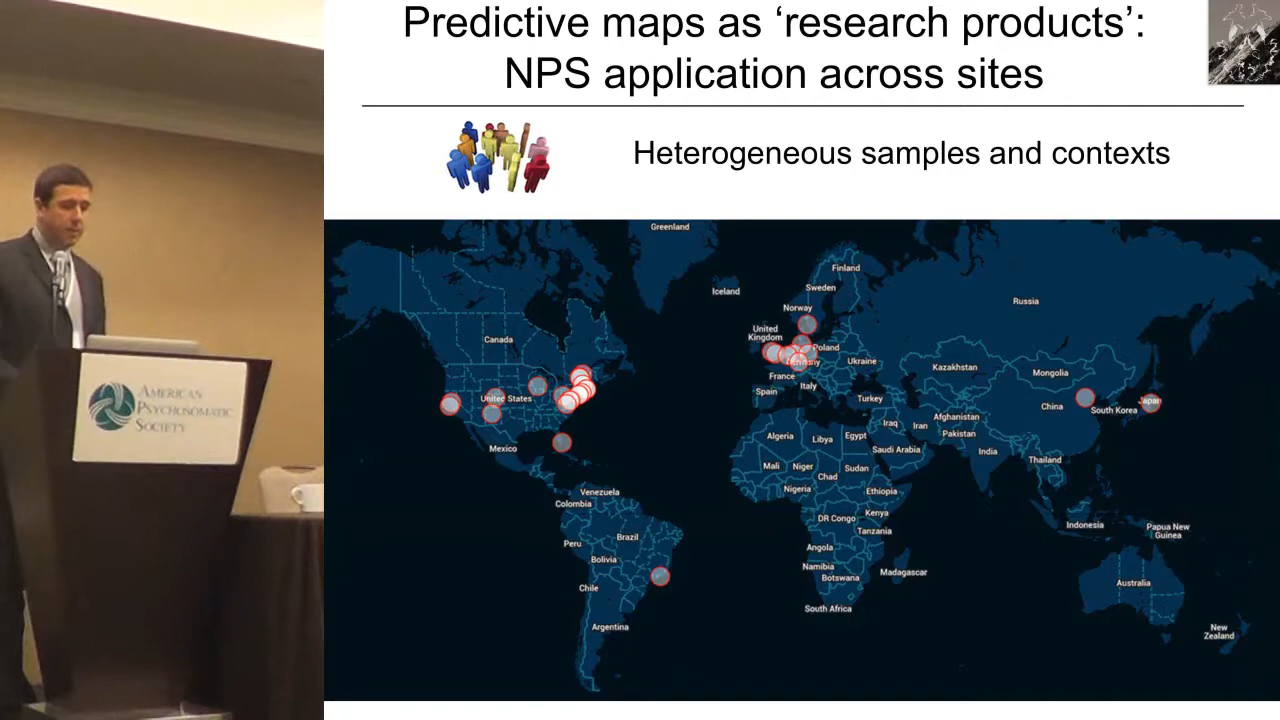 Predictive maps as ‘research products’:
NPS application across sites
Heterogeneous samples and contexts
AMERICAN
PSYCHOSOMATIC
SOCIETY
Greenland
Finland
Iceland
Sweden
Russia
Norway
United
Kingdom
Canada
Poland
Germany
Ukraine
Kazakhstan
Mongolia
France
Italy
Spain
United States
Turkey
China
South Korea
Japan
Afghanistan
Iraq
Iran
Pakistan
Algeria
Libya
Egypt
Saudi Arabia
India
Mexico
Thailand
Mali
Niger
Chad
Sudan
Nigeria
Ethiopia
Venezuela
Colombia
DR Congo
Kenya
Tanzania
Indonesia
Papua New
Guinea
Brazil
Peru
Angola
Bolivia
Namibia
Botswana
Madagascar
Chile
Australia
South Africa
Argentina
New
Zealand